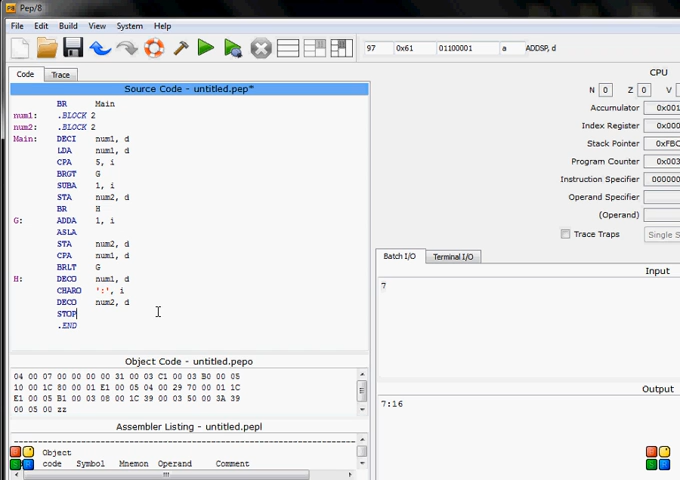 Pep/8
File Edit Build View System Help
97 0x61 01100001 a ADDSP, d
Code Trace
Source Code - untitled.pep*
BR Main
num1: .BLOCK 2
num2: .BLOCK 2
Main: DECI num1, d
LDA num1, d
CPA 5, i
BRGT G
SUBA 1, i
STA num2, d
BR H
G: ADDA 1, i
ASLA
STA num2, d
CPA num1, d
BRLT G
H: DECO num1, d
CHARO ':', i
DECO num2, d
STOP
.END
Object Code - untitled.pepo
04 00 07 00 00 00 00 31 00 03 C1 00 03 B0 00 05
10 00 1C 80 00 01 E1 00 05 04 00 29 70 00 01 1C
E1 00 05 B1 00 03 08 00 1C 39 00 03 50 00 3A 39
00 05 00 zz
Assembler Listing - untitled.pepl
Object
code Symbol Mnemon Operand Comment
CPU
N 0 Z 0 V
Accumulator 0x001
Index Register 0x000
Stack Pointer 0xFBC
Program Counter 0x003
Instruction Specifier 000000
Operand Specifier
(Operand)
Trace Traps Single S
Batch I/O Terminal I/O
Input
7
Output
7:16